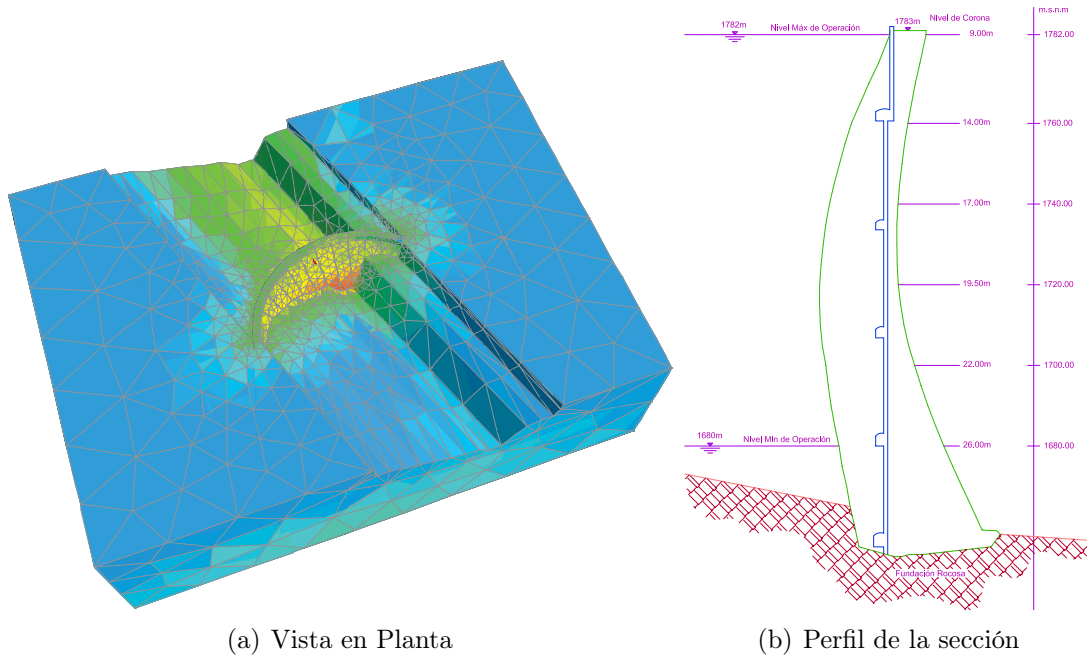 m.s.n.m
1782m
Nivel Máx de Operación
1783m
Nivel de Corona
9.00m
1782.00
14.00m
1760.00
17.00m
1740.00
19.50m
1720.00
22.00m
1700.00
1680m
Nivel Mín de Operación
26.00m
1680.00
Fundación Rocosa
(a) Vista en Planta
(b) Perfil de la sección